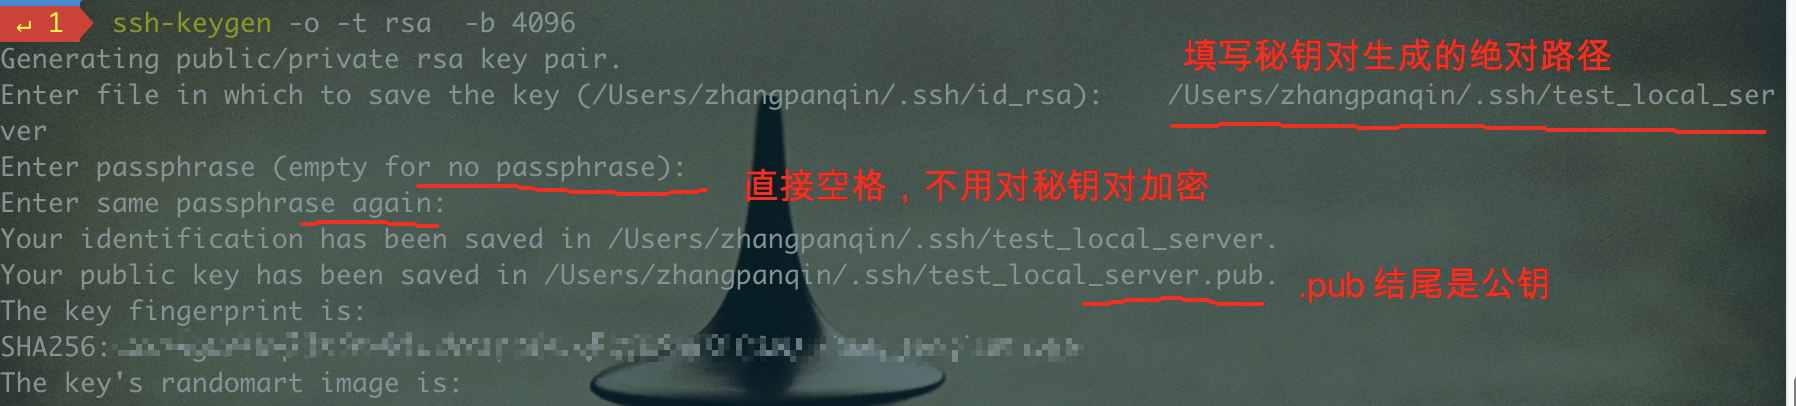 ↵ 1 ssh-keygen -o -t rsa  -b 4096
Generating public/private rsa key pair.
填写秘钥对生成的绝对路径
Enter file in which to save the key (/Users/zhangpanqin/.ssh/id_rsa):    /Users/zhangpanqin/.ssh/test_local_ser
ver
Enter passphrase (empty for no passphrase):
直接空格，不用对秘钥对加密
Enter same passphrase again:
Your identification has been saved in /Users/zhangpanqin/.ssh/test_local_server.
Your public key has been saved in /Users/zhangpanqin/.ssh/test_local_server.pub.
.pub 结尾是公钥
The key fingerprint is:
SHA256:
The key's randomart image is: